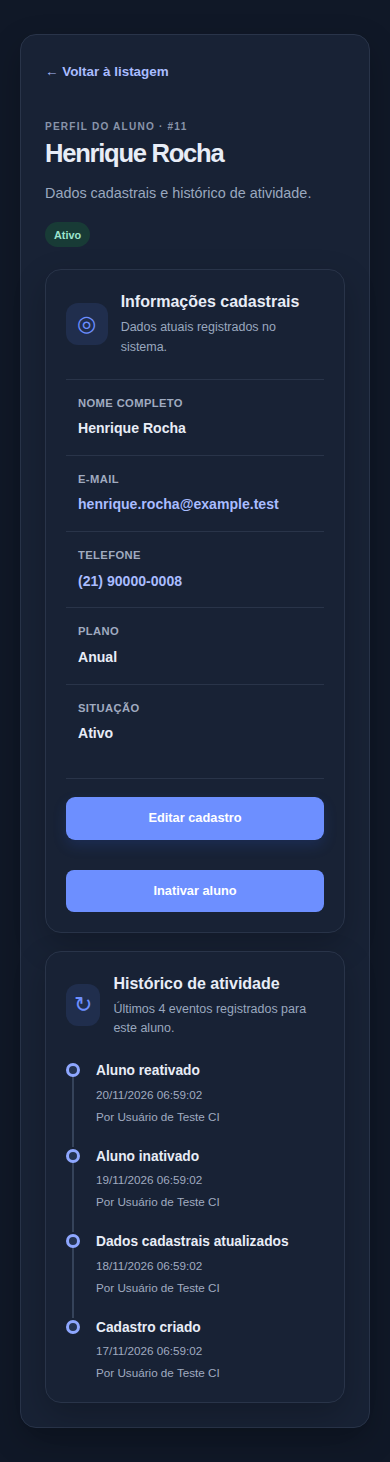 ← Voltar à listagem
PERFIL DO ALUNO · #11
Henrique Rocha
Dados cadastrais e histórico de atividade.
Ativo
Informações cadastrais
Dados atuais registrados no
sistema.
NOME COMPLETO
Henrique Rocha
E-MAIL
henrique.rocha@example.test
TELEFONE
(21) 90000-0008
PLANO
Anual
SITUAÇÃO
Ativo
Editar cadastro
Inativar aluno
Histórico de atividade
Últimos 4 eventos registrados para
este aluno.
Aluno reativado
20/11/2026 06:59:02
Por Usuário de Teste CI
Aluno inativado
19/11/2026 06:59:02
Por Usuário de Teste CI
Dados cadastrais atualizados
18/11/2026 06:59:02
Por Usuário de Teste CI
Cadastro criado
17/11/2026 06:59:02
Por Usuário de Teste CI